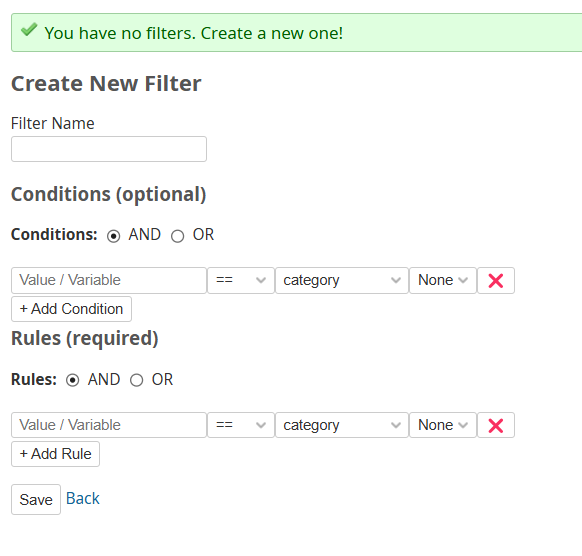 You have no filters. Create a new one!
Create New Filter
Filter Name
Conditions (optional)
Conditions: AND OR
Value / Variable == category None
+ Add Condition
Rules (required)
Rules: AND OR
Value / Variable == category None
+ Add Rule
Save Back